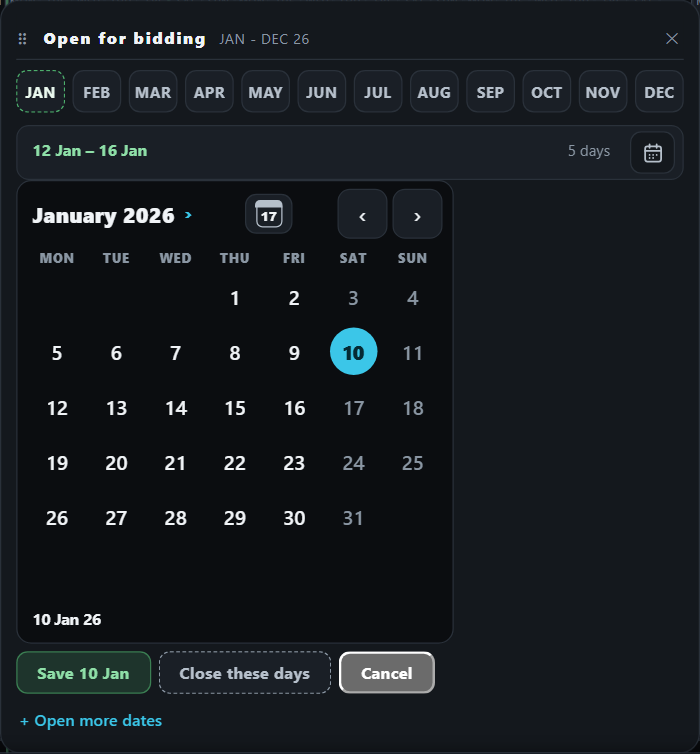 Open for bidding JAN - DEC 26
JAN FEB MAR APR MAY JUN JUL AUG SEP OCT NOV DEC
12 Jan – 16 Jan 5 days
January 2026 › 17 ‹ ›
MON TUE WED THU FRI SAT SUN
1 2 3 4
5 6 7 8 9 10 11
12 13 14 15 16 17 18
19 20 21 22 23 24 25
26 27 28 29 30 31
10 Jan 26
Save 10 Jan Close these days Cancel
+ Open more dates